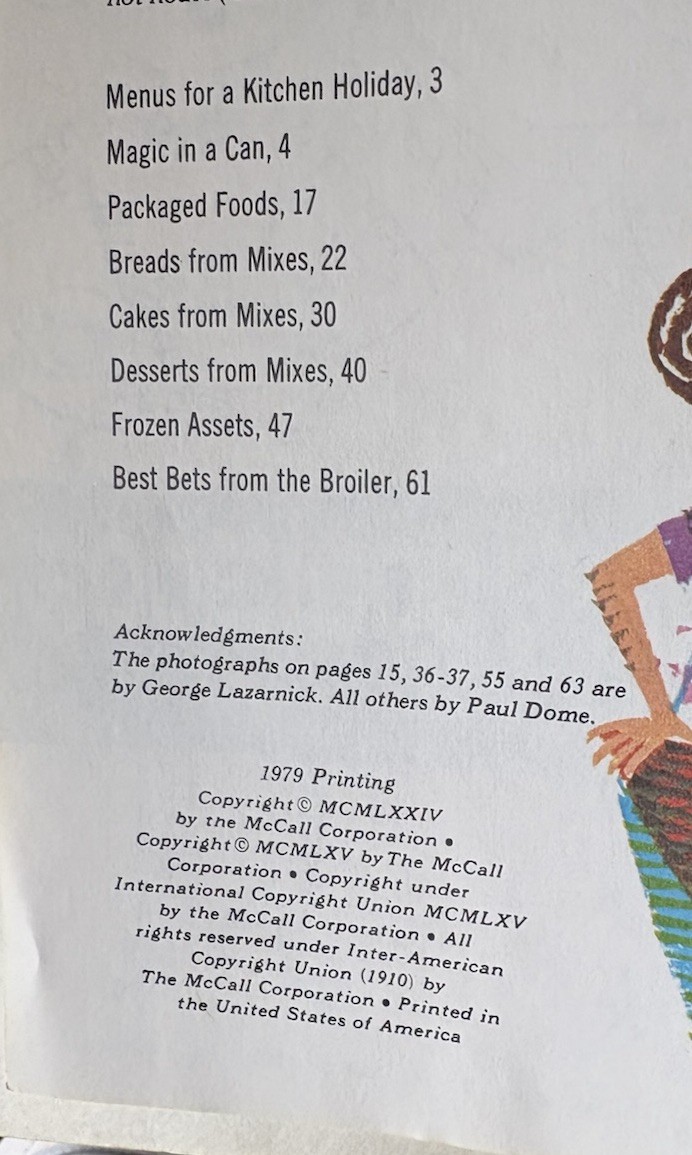 Menus for a Kitchen Holiday, 3
Magic in a Can, 4
Packaged Foods, 17
Breads from Mixes, 22
Cakes from Mixes, 30
Desserts from Mixes, 40
Frozen Assets, 47
Best Bets from the Broiler, 61
Acknowledgments:
The photographs on pages 15, 36-37, 55 and 63 are
by George Lazarnick. All others by Paul Dome.
1979 Printing
Copyright © MCMLXXIV
by the McCall Corporation •
Copyright © MCMLXV by The McCall
Corporation • Copyright under
International Copyright Union MCMLXV
by the McCall Corporation • All
rights reserved under Inter-American
Copyright Union (1910) by
The McCall Corporation • Printed in
the United States of America